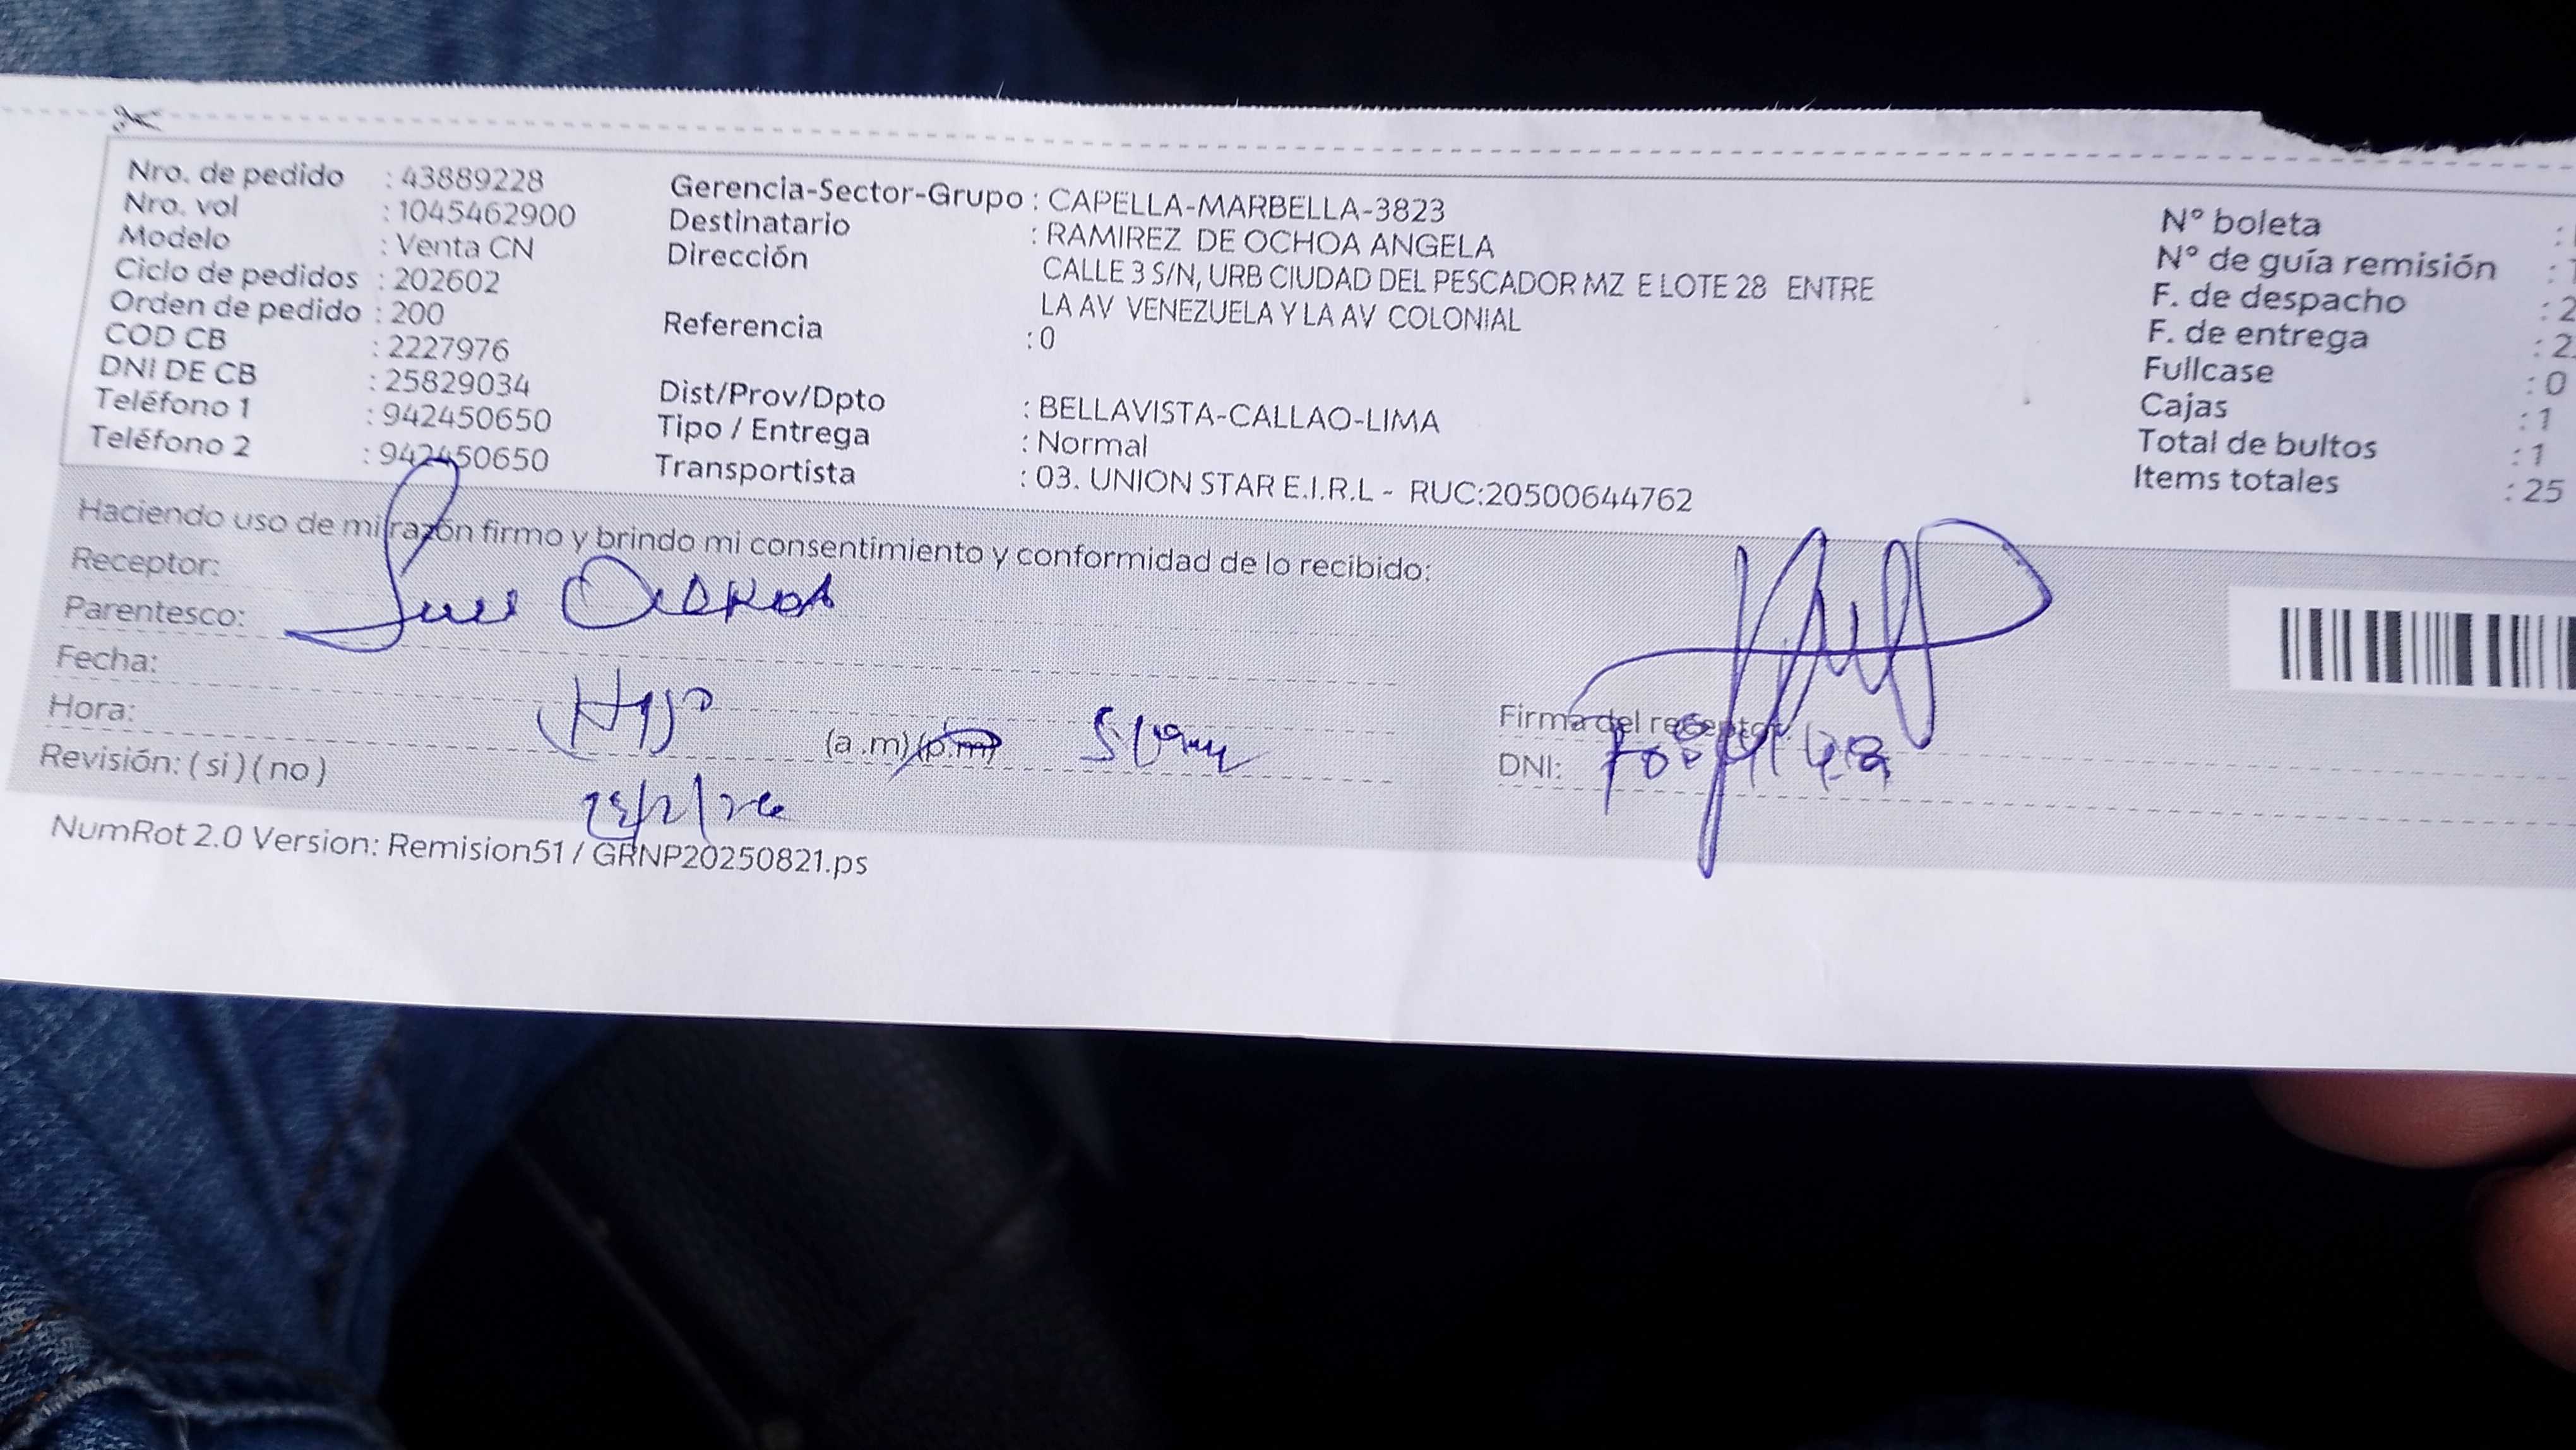 Nro. de pedido : 43889228
Nro. vol : 1045462900
Modelo : Venta CN
Ciclo de pedidos : 202602
Orden de pedido : 200
COD CB : 2227976
DNI DE CB : 25829034
Teléfono 1 : 942450650
Teléfono 2 : 942450650
Gerencia-Sector-Grupo : CAPELLA-MARBELLA-3823
Destinatario : RAMIREZ DE OCHOA ANGELA
Dirección CALLE 3 S/N, URB CIUDAD DEL PESCADOR MZ E LOTE 28 ENTRE
LA AV VENEZUELA Y LA AV COLONIAL
Referencia : 0
Dist/Prov/Dpto : BELLAVISTA-CALLAO-LIMA
Tipo / Entrega : Normal
Transportista : 03. UNION STAR E.I.R.L - RUC:20500644762
N° boleta :
N° de guía remisión :
F. de despacho : 2
F. de entrega : 2
Fullcase : 0
Cajas : 1
Total de bultos : 1
Items totales : 25
Haciendo uso de mi razón firmo y brindo mi consentimiento y conformidad de lo recibido:
Receptor:
Parentesco: Luis Ochoa
Fecha:
Hora: Hijo (a.m) (p.m)
Revisión: ( si ) ( no )
Firma del receptor:
DNI:
NumRot 2.0 Version: Remision51 / GRNP20250821.ps